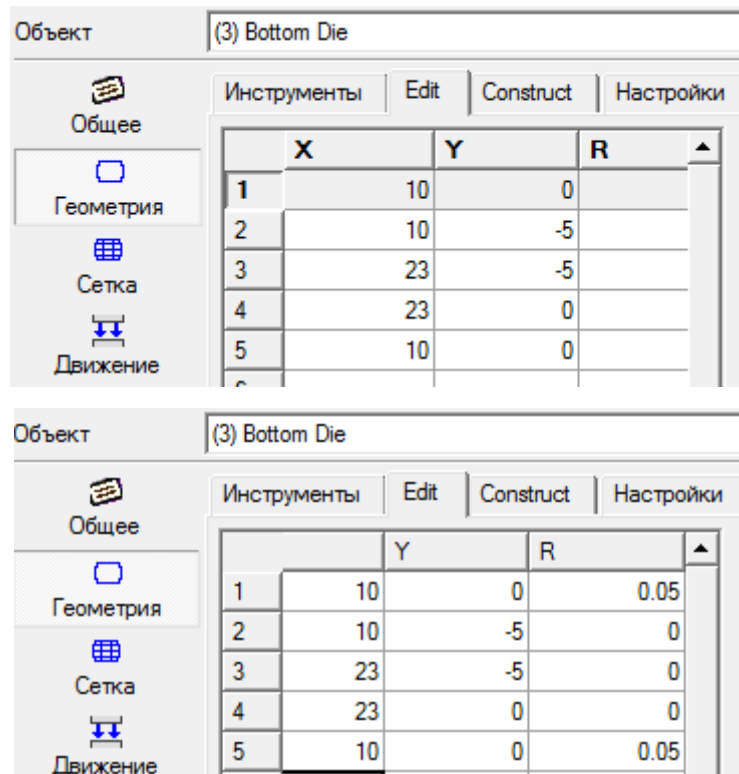 Объект (3) Bottom Die
Общее
Геометрия
Сетка
Движение
Инструменты Edit Construct Настройки
X Y R
1 10 0
2 10 -5
3 23 -5
4 23 0
5 10 0
Объект (3) Bottom Die
Общее
Геометрия
Сетка
Движение
Инструменты Edit Construct Настройки
Y R
1 10 0 0.05
2 10 -5 0
3 23 -5 0
4 23 0 0
5 10 0 0.05